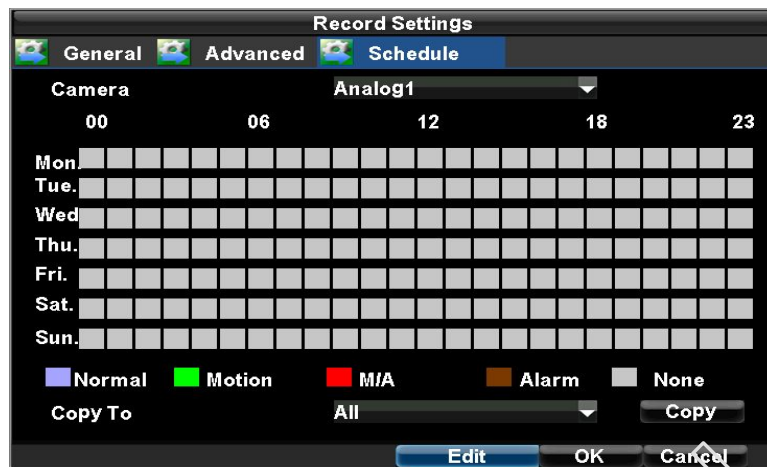 Record Settings
General Advanced Schedule
Camera Analog1
00 06 12 18 23
Mon.
Tue.
Wed
Thu.
Fri.
Sat.
Sun.
Normal Motion M/A Alarm None
Copy To All Copy
Edit OK Cancel